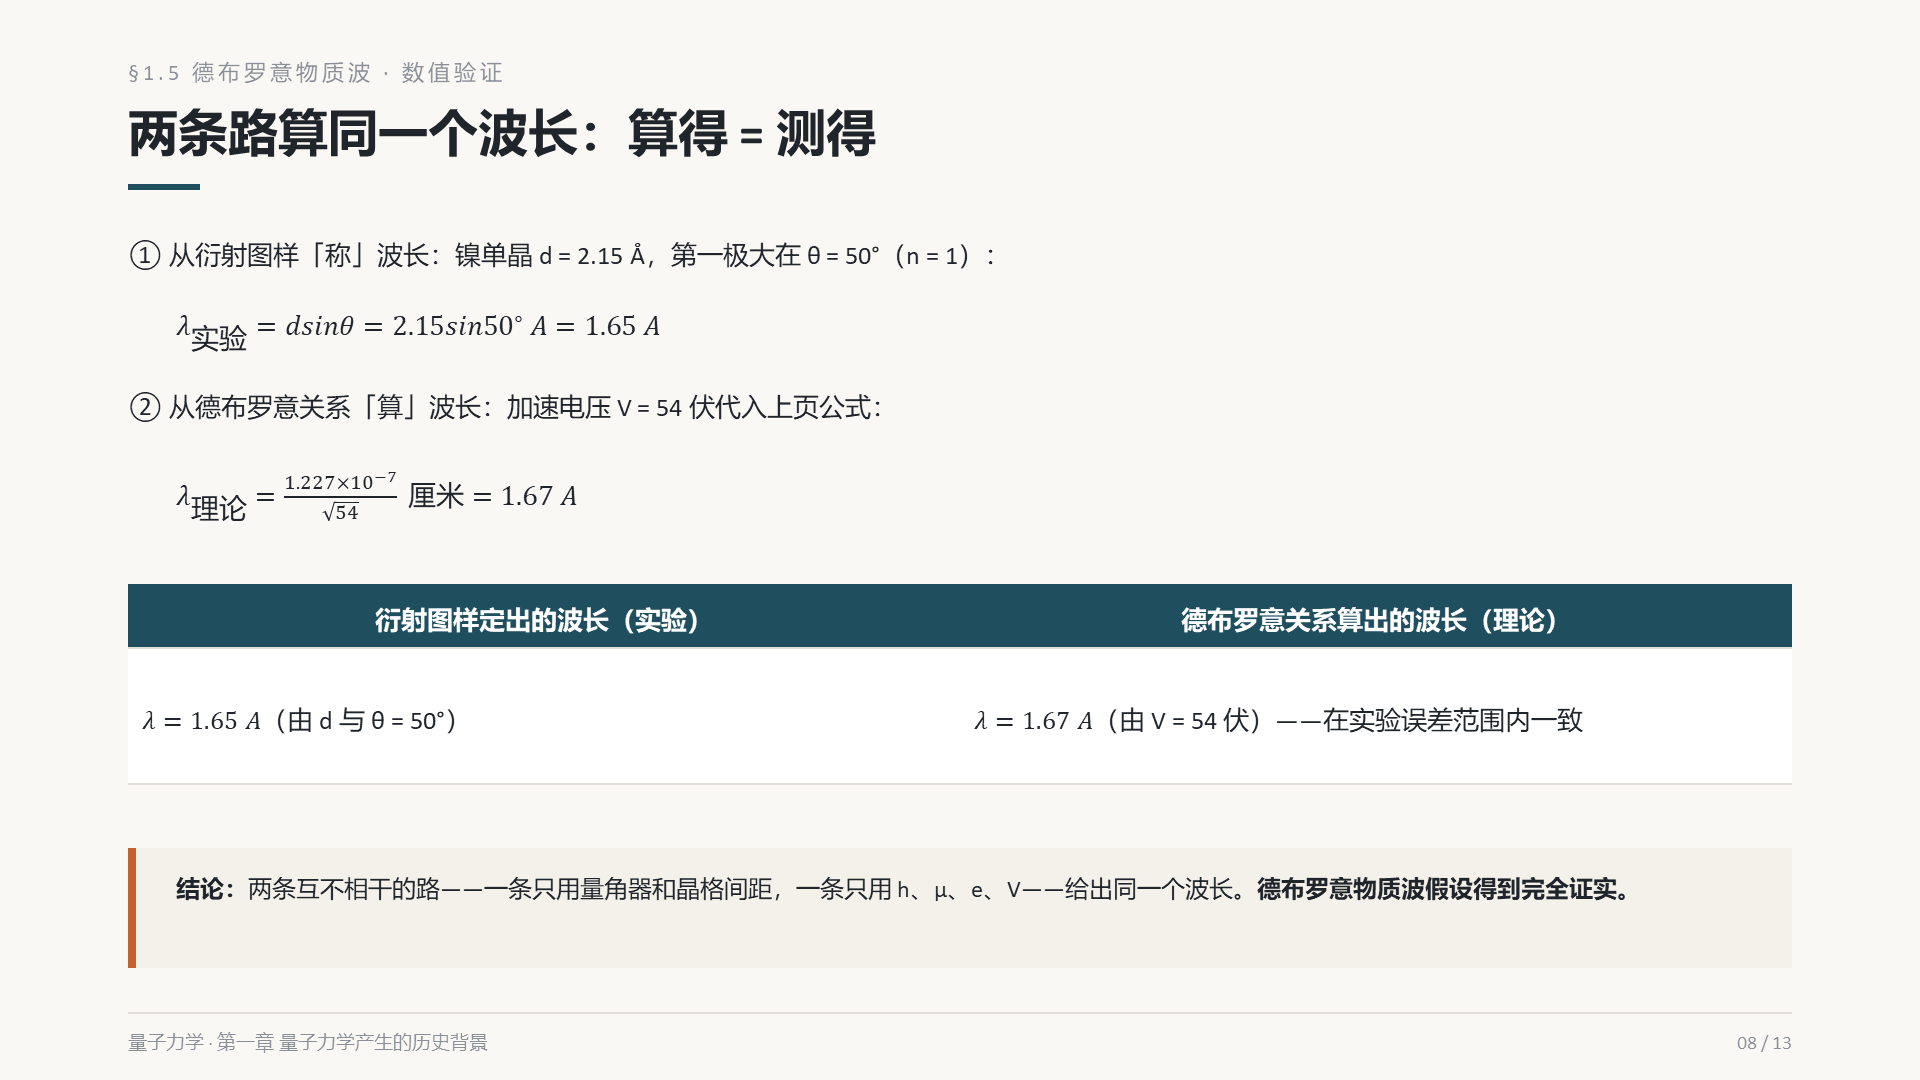 §1.5 德布罗意物质波 · 数值验证
两条路算同一个波长：算得 = 测得
① 从衍射图样「称」波长：镍单晶 d = 2.15 Å，第一极大在 θ = 50°（n = 1）：
λ实验 = dsinθ = 2.15sin50° A = 1.65 A
② 从德布罗意关系「算」波长：加速电压 V = 54 伏代入上页公式：
λ理论 = 1.227×10⁻⁷/√54 厘米 = 1.67 A
衍射图样定出的波长（实验） 德布罗意关系算出的波长（理论）
λ = 1.65 A（由 d 与 θ = 50°） λ = 1.67 A（由 V = 54 伏）——在实验误差范围内一致
结论：两条互不相干的路——一条只用量角器和晶格间距，一条只用 h、μ、e、V——给出同一个波长。德布罗意物质波假设得到完全证实。
量子力学 · 第一章 量子力学产生的历史背景 08 / 13